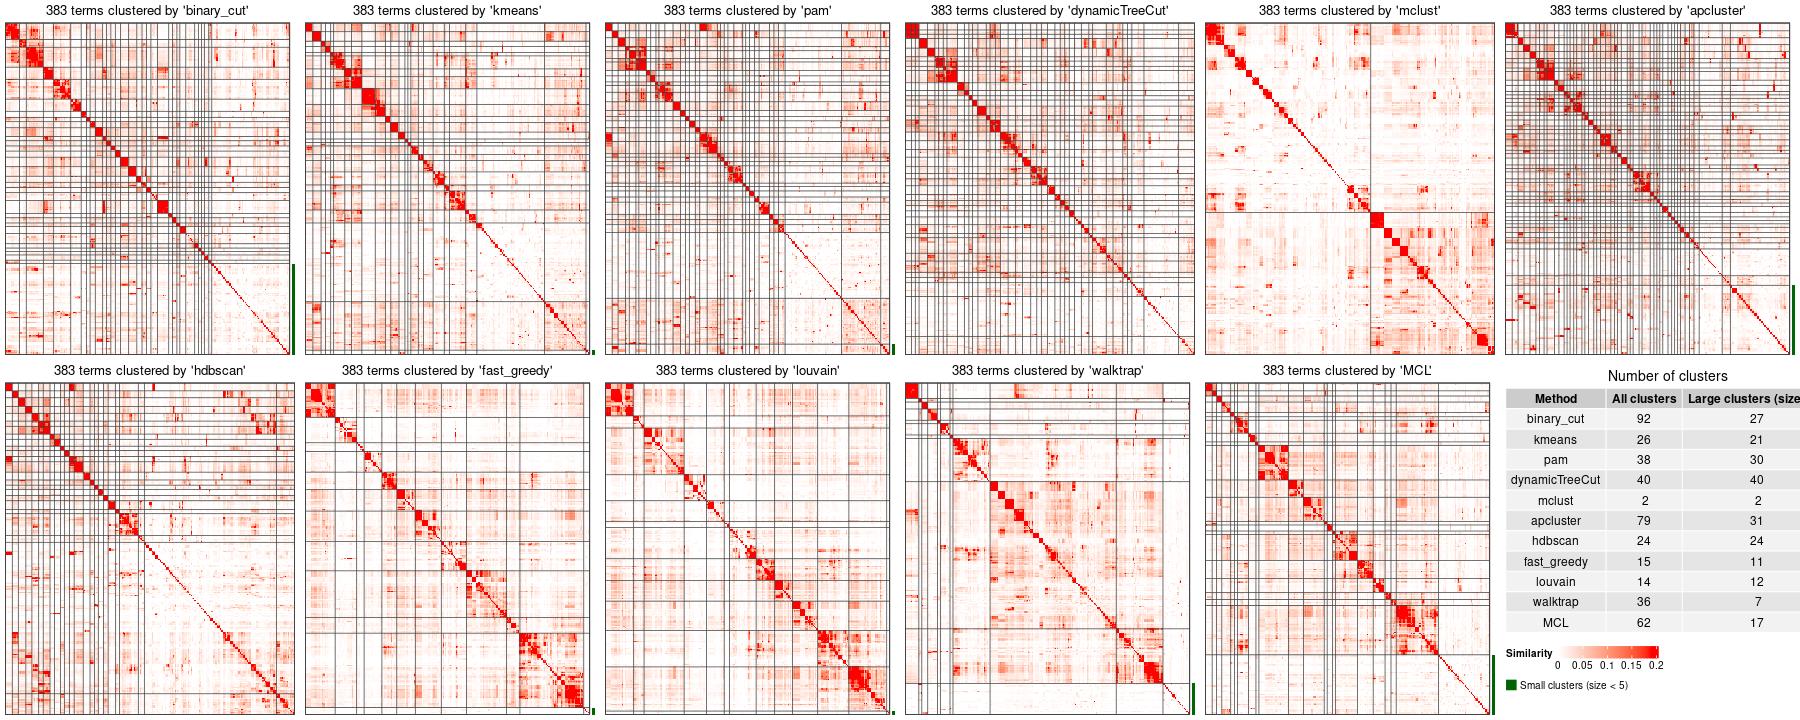 383 terms clustered by 'binary_cut'
383 terms clustered by 'kmeans'
383 terms clustered by 'pam'
383 terms clustered by 'dynamicTreeCut'
383 terms clustered by 'mclust'
383 terms clustered by 'apcluster'
383 terms clustered by 'hdbscan'
383 terms clustered by 'fast_greedy'
383 terms clustered by 'louvain'
383 terms clustered by 'walktrap'
383 terms clustered by 'MCL'
Number of clusters
Method All clusters Large clusters (size
binary_cut 92 27
kmeans 26 21
pam 38 30
dynamicTreeCut 40 40
mclust 2 2
apcluster 79 31
hdbscan 24 24
fast_greedy 15 11
louvain 14 12
walktrap 36 7
MCL 62 17
Similarity
0 0.05 0.1 0.15 0.2
Small clusters (size < 5)